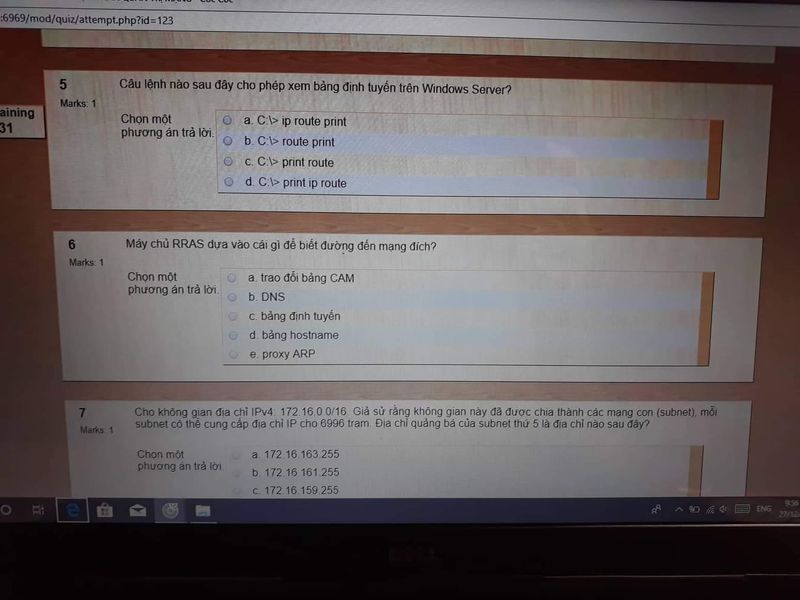 :6969/mod/quiz/attempt.php?id=123
aining
31
5
Marks: 1
Câu lệnh nào sau đây cho phép xem bảng định tuyến trên Windows Server?
Chọn một
phương án trả lời.
a. C:\> ip route print
b. C:\> route print
c. C:\> print route
d. C:\> print ip route
6
Marks: 1
Máy chủ RRAS dựa vào cái gì để biết đường đến mạng đích?
Chọn một
phương án trả lời.
a. trao đổi bảng CAM
b. DNS
c. bảng định tuyến
d. bảng hostname
e. proxy ARP
7
Marks: 1
Cho không gian địa chỉ IPv4: 172.16.0.0/16. Giả sử rằng không gian này đã được chia thành các mạng con (subnet), mỗi
subnet có thể cung cấp địa chỉ IP cho 6996 trạm. Địa chỉ quảng bá của subnet thứ 5 là địa chỉ nào sau đây?
Chọn một
phương án trả lời.
a. 172.16.163.255
b. 172.16.161.255
c. 172.16.159.255
ENG
9:56
27/12/